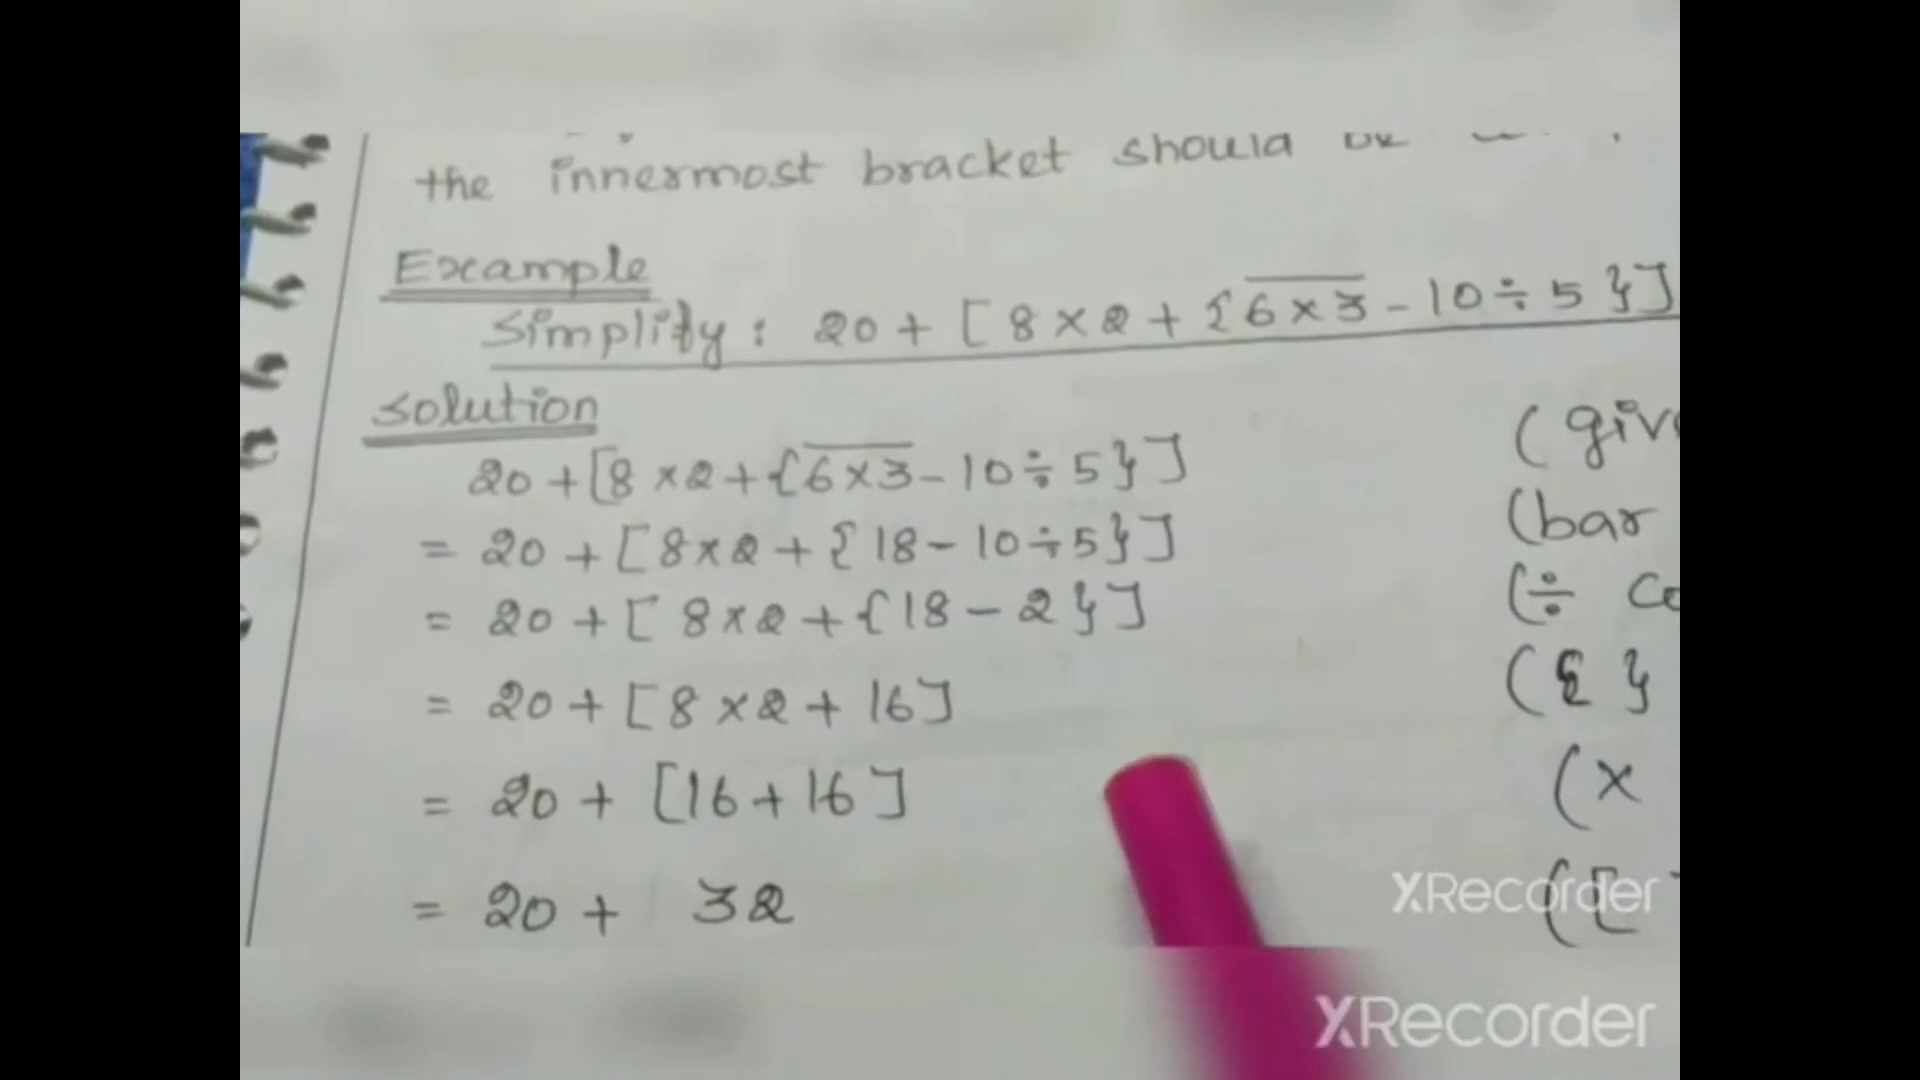 the innermost bracket should
Example
Simplify: 20 + [ 8 × 2 + { 6̅ ̅×̅ ̅3̅ - 10 ÷ 5 } ]
Solution
20 + [ 8 × 2 + { 6̅ ̅×̅ ̅3̅ - 10 ÷ 5 } ] (give
= 20 + [ 8 × 2 + { 18 - 10 ÷ 5 } ] (bar
= 20 + [ 8 × 2 + { 18 - 2 } ] (÷ co
= 20 + [ 8 × 2 + 16 ] ({ }
= 20 + [ 16 + 16 ] (×
= 20 + 32 ([
XRecorder
XRecorder